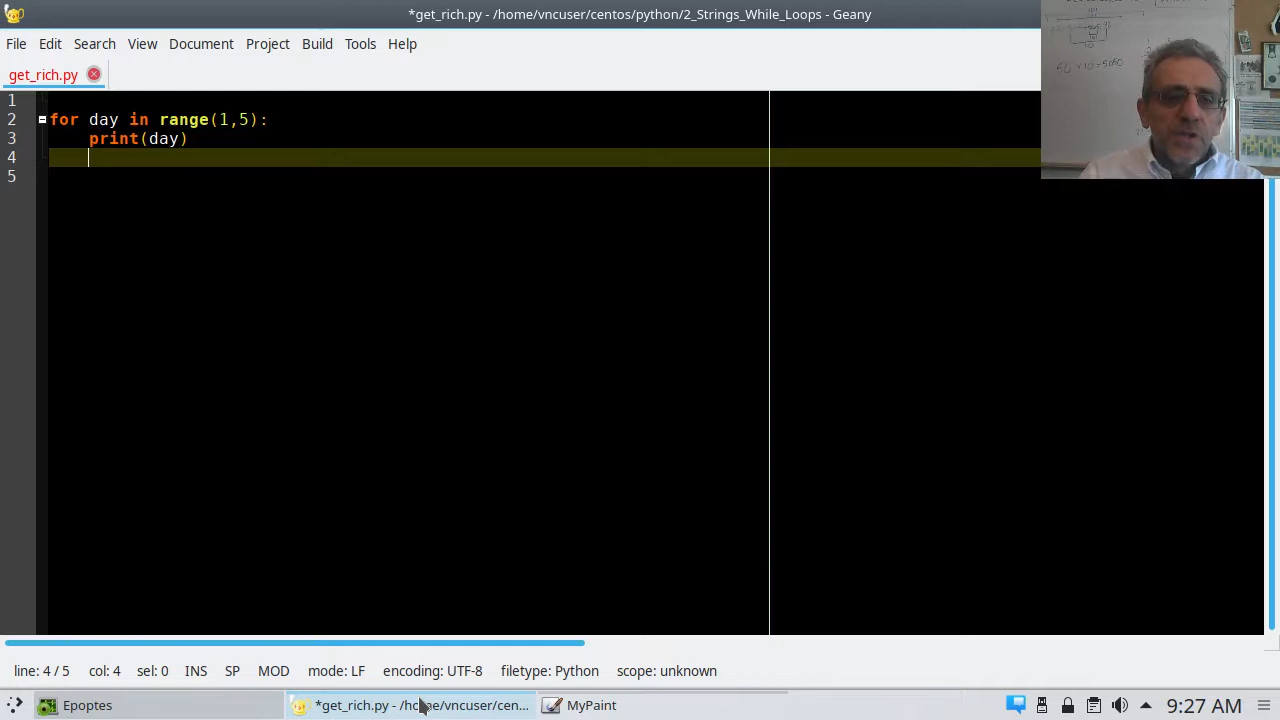 *get_rich.py - /home/vncuser/centos/python/2_Strings_While_Loops - Geany
File Edit Search View Document Project Build Tools Help
get_rich.py
1
2 for day in range(1,5):
3 print(day)
4
5
line: 4 / 5 col: 4 sel: 0 INS SP MOD mode: LF encoding: UTF-8 filetype: Python scope: unknown
Epoptes *get_rich.py - /home/vncuser/cen... MyPaint 9:27 AM